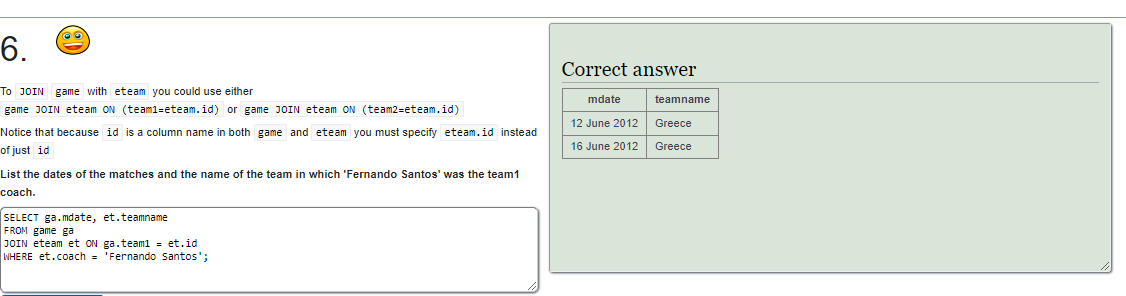 6.
To JOIN game with eteam you could use either
game JOIN eteam ON (team1=eteam.id) or game JOIN eteam ON (team2=eteam.id)
Notice that because id is a column name in both game and eteam you must specify eteam.id instead
of just id
List the dates of the matches and the name of the team in which 'Fernando Santos' was the team1
coach.
SELECT ga.mdate, et.teamname
FROM game ga
JOIN eteam et ON ga.team1 = et.id
WHERE et.coach = 'Fernando Santos';
Correct answer
mdate teamname
12 June 2012 Greece
16 June 2012 Greece